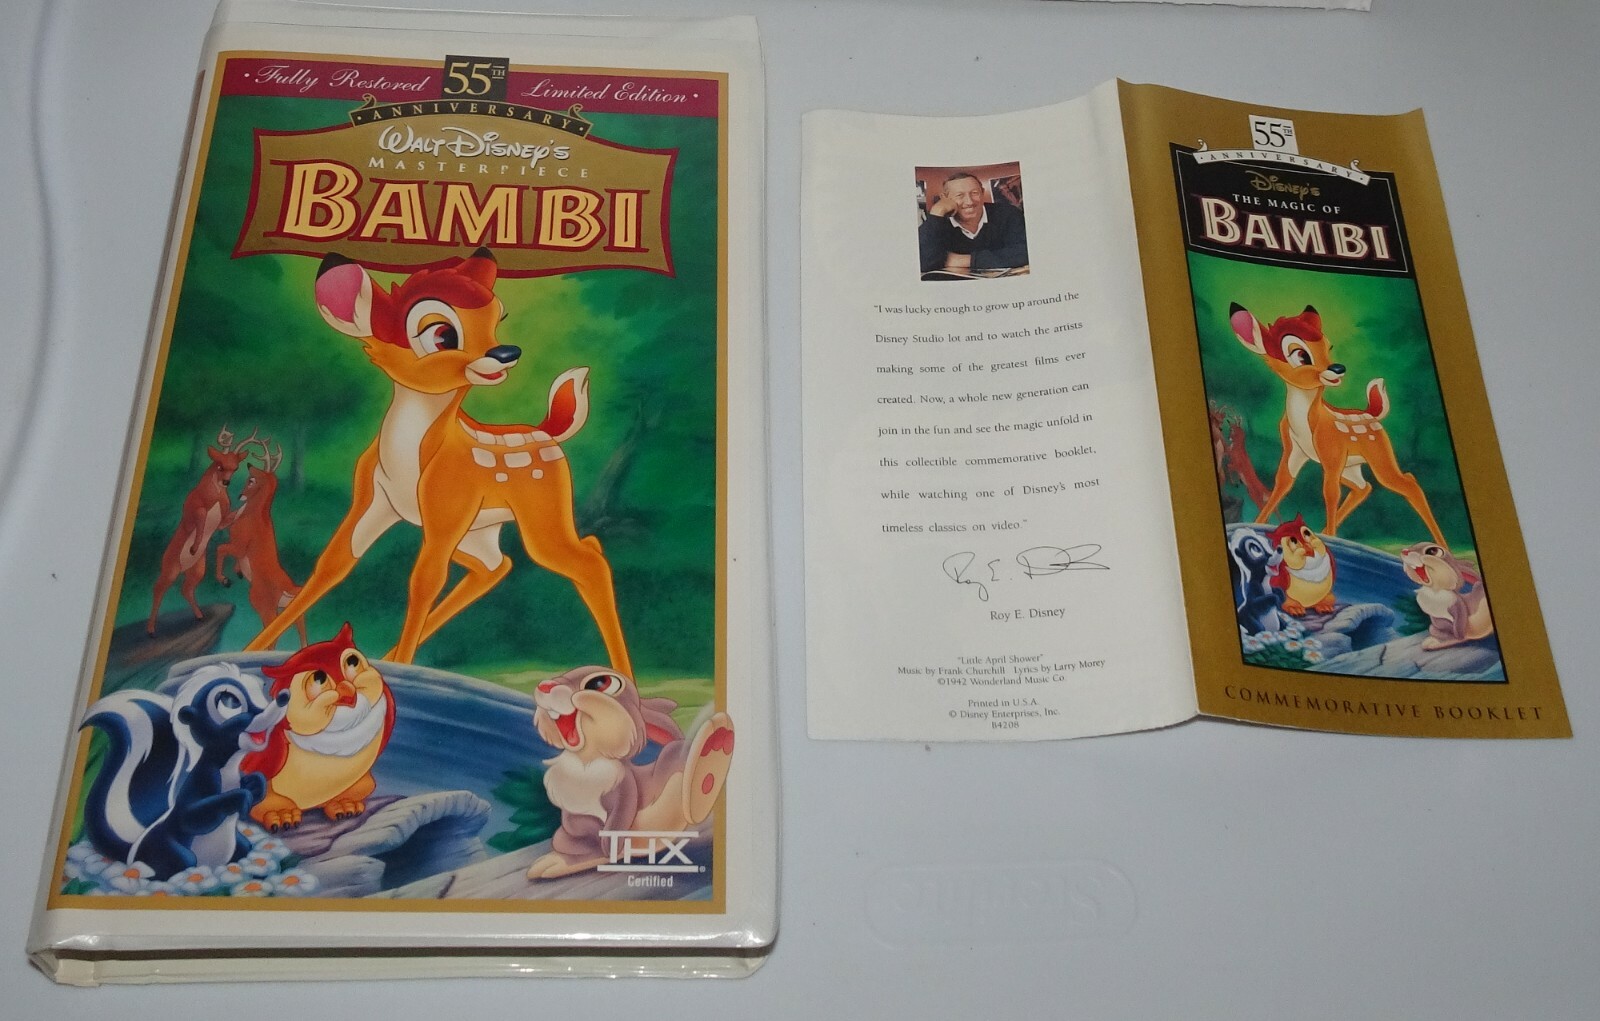 · Fully Restored 55TH Limited Edition ·
· ANNIVERSARY ·
WALT DISNEY'S
MASTERPIECE
BAMBI
THX
Certified
"I was lucky enough to grow up around the
Disney Studio lot and to watch the artists
making some of the greatest films ever
created. Now, a whole new generation can
join in the fun and see the magic unfold in
this collectible commemorative booklet,
while watching one of Disney's most
timeless classics on video."
Roy E. Disney
Roy E. Disney
"Little April Shower"
Music by Frank Churchill Lyrics by Larry Morey
©1942 Wonderland Music Co
Printed in U.S.A.
© Disney Enterprises, Inc.
B4208
55TH
· ANNIVERSARY ·
DISNEY'S
THE MAGIC OF
BAMBI
COMMEMORATIVE BOOKLET
Sterilite